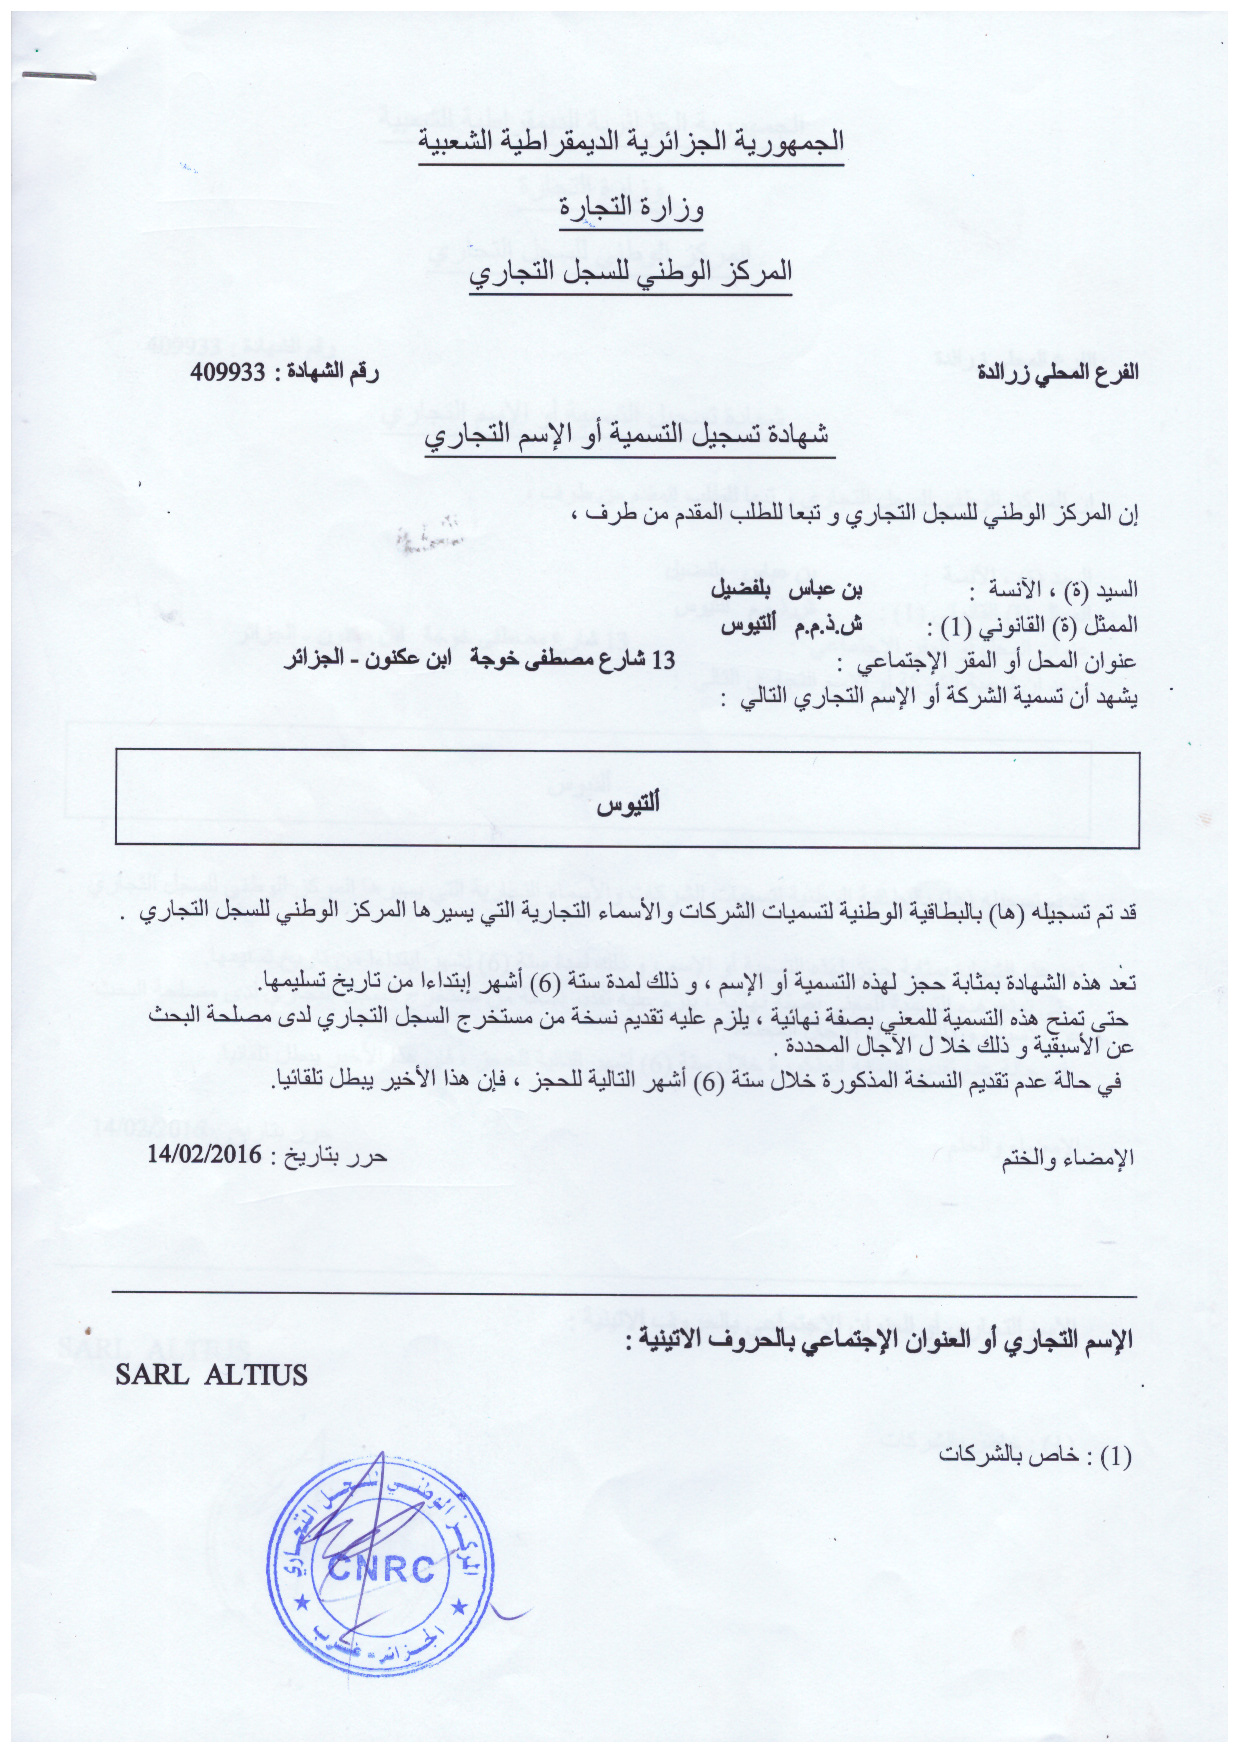 الجمهورية الجزائرية الديمقراطية الشعبية
وزارة التجارة
المركز الوطني للسجل التجاري
الفرع المحلي زرالدة رقم الشهادة : 409933
شهادة تسجيل التسمية أو الإسم التجاري
إن المركز الوطني للسجل التجاري و تبعا للطلب المقدم من طرف ،
السيد (ة) ، الآنسة : بن عباس بلفضيل
الممثل (ة) القانوني (1) : ش.ذ.م.م ألتيوس
عنوان المحل أو المقر الإجتماعي : 13 شارع مصطفى خوجة ابن عكنون - الجزائر
يشهد أن تسمية الشركة أو الإسم التجاري التالي :
ألتيوس
قد تم تسجيله (ها) بالبطاقية الوطنية لتسميات الشركات والأسماء التجارية التي يسيرها المركز الوطني للسجل التجاري .
تعد هذه الشهادة بمثابة حجز لهذه التسمية أو الإسم ، و ذلك لمدة ستة (6) أشهر إبتداءا من تاريخ تسليمها.
حتى تمنح هذه التسمية للمعني بصفة نهائية ، يلزم عليه تقديم نسخة من مستخرج السجل التجاري لدى مصلحة البحث
عن الأسبقية و ذلك خلا ل الآجال المحددة .
في حالة عدم تقديم النسخة المذكورة خلال ستة (6) أشهر التالية للحجز ، فإن هذا الأخير يبطل تلقائيا.
الإمضاء والختم حرر بتاريخ : 14/02/2016
الإسم التجاري أو العنوان الإجتماعي بالحروف الاتينية :
SARL ALTIUS
(1) : خاص بالشركات
المركز الوطني للسجل التجاري
CNRC
الجزائر - غرب